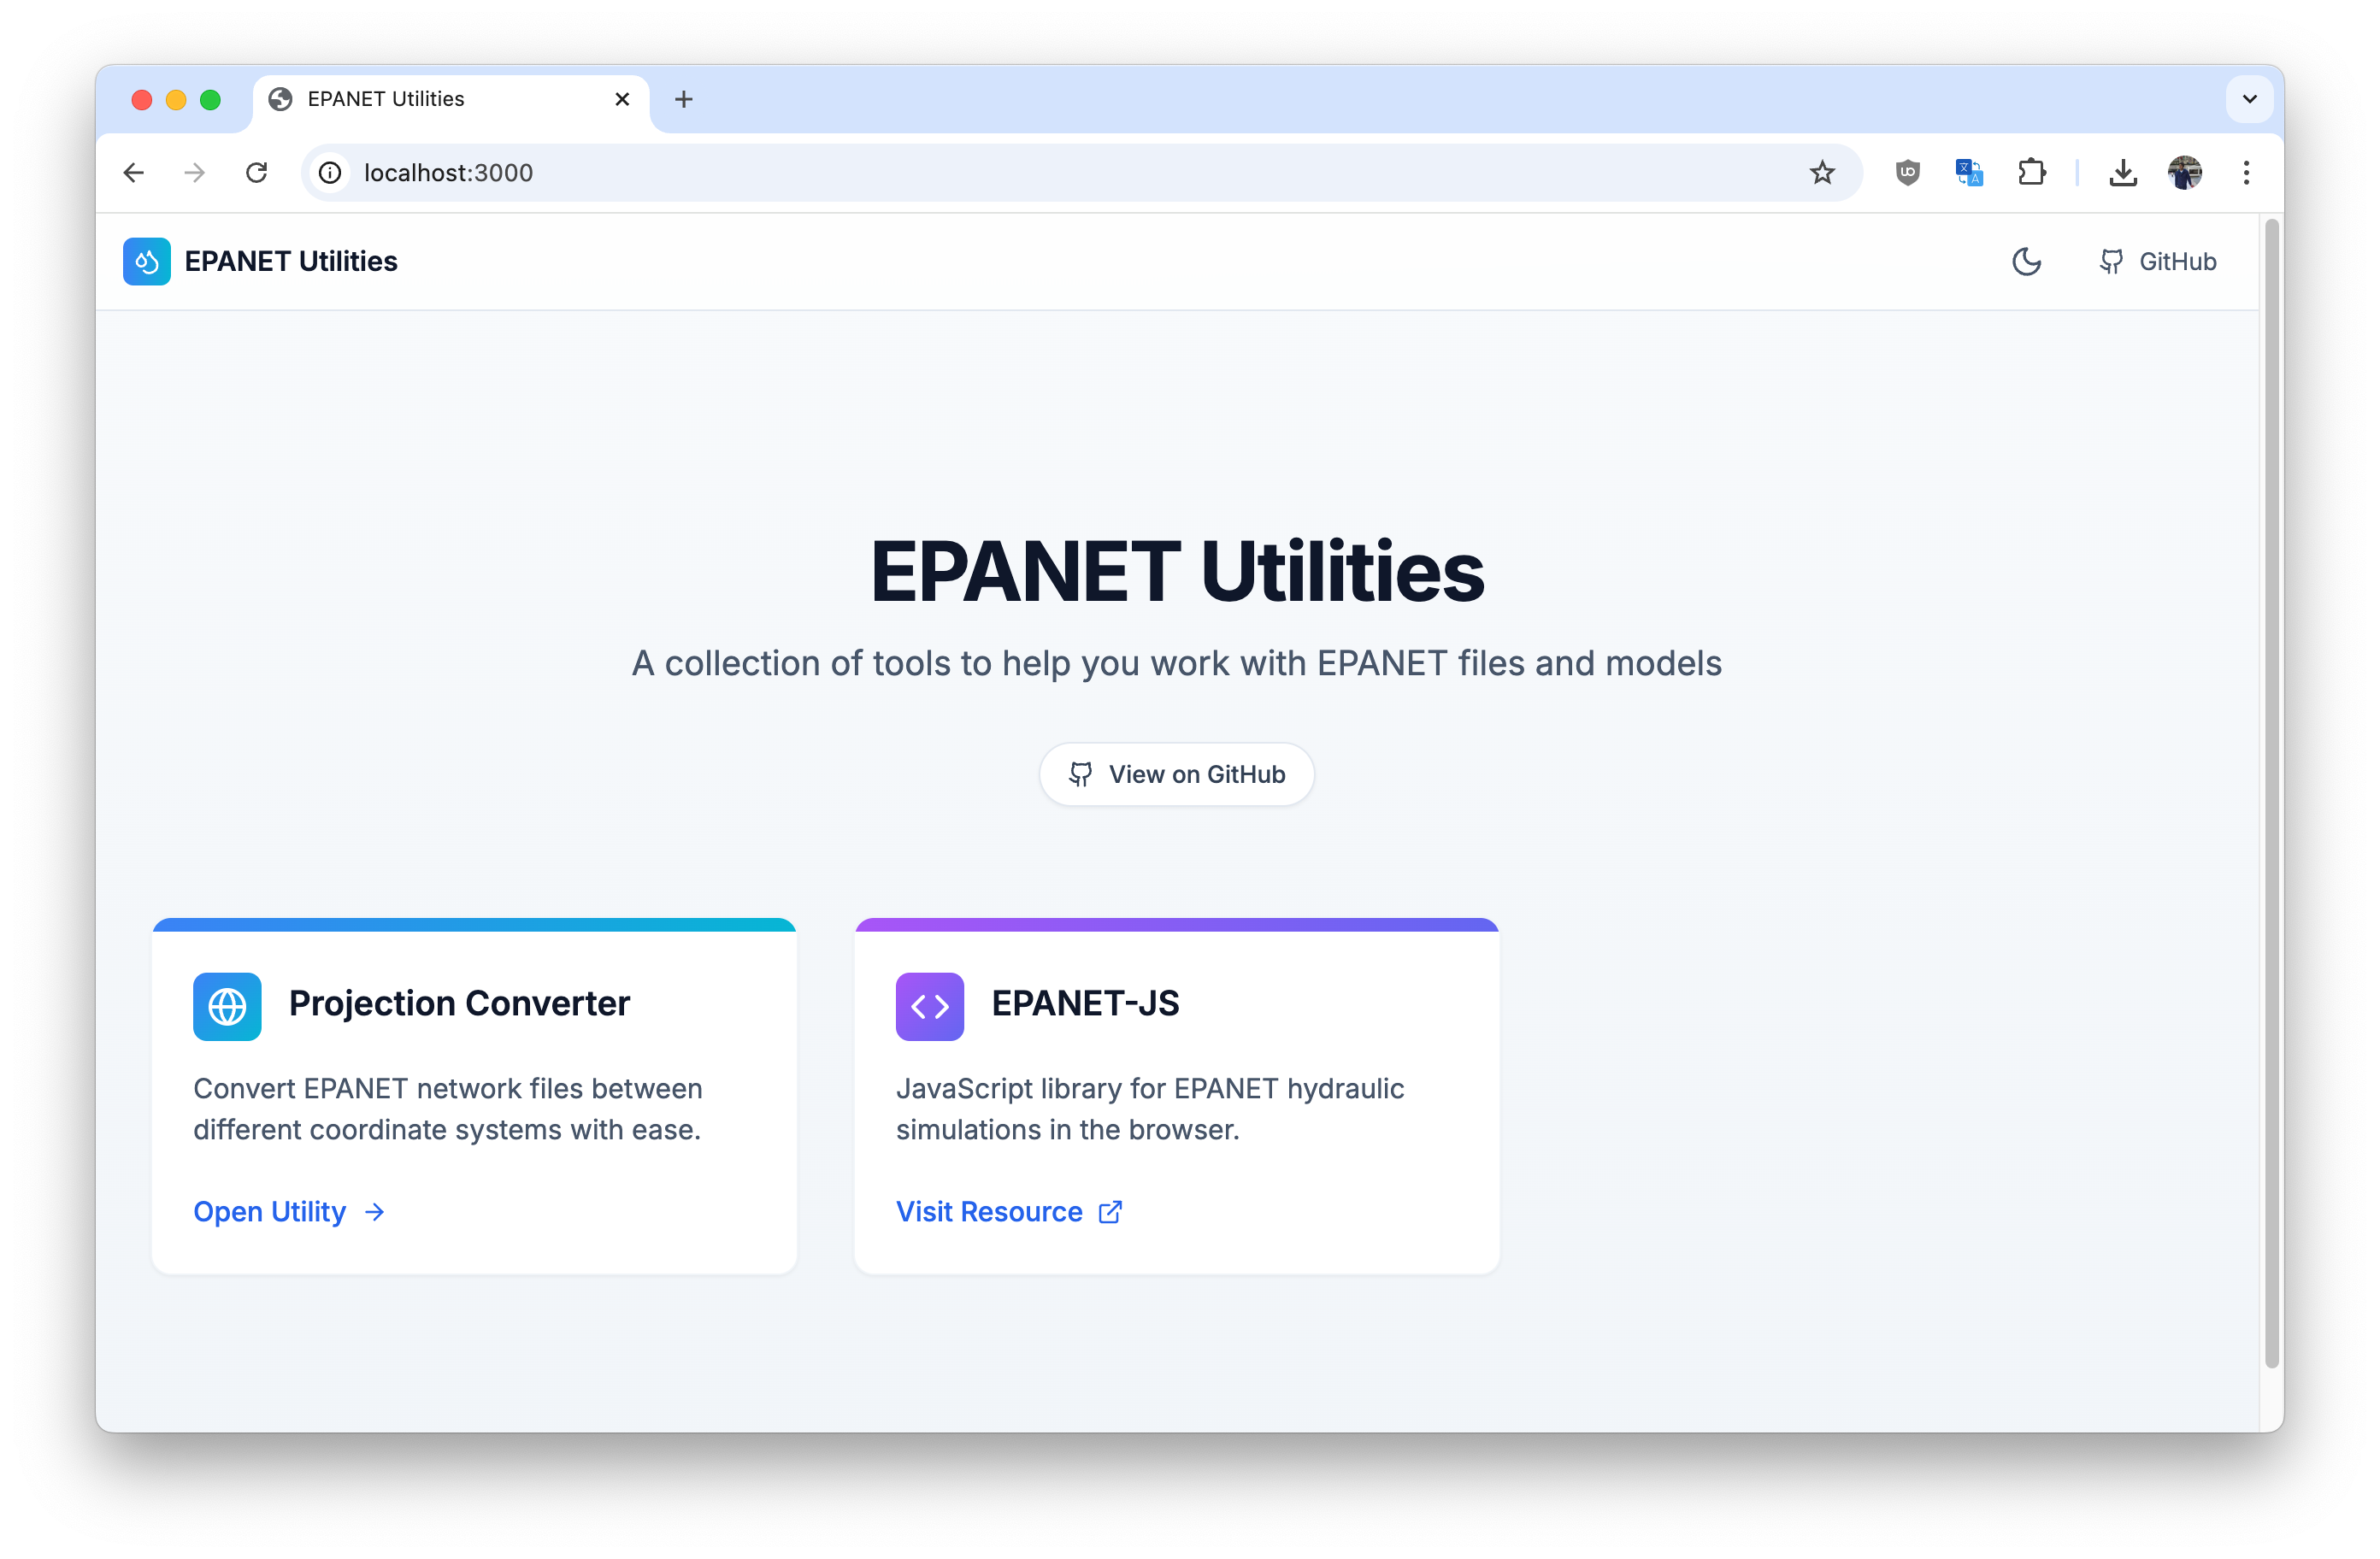 EPANET Utilities
localhost:3000
EPANET Utilities
GitHub
EPANET Utilities
A collection of tools to help you work with EPANET files and models
View on GitHub
Projection Converter
Convert EPANET network files between
different coordinate systems with ease.
Open Utility
EPANET-JS
JavaScript library for EPANET hydraulic
simulations in the browser.
Visit Resource